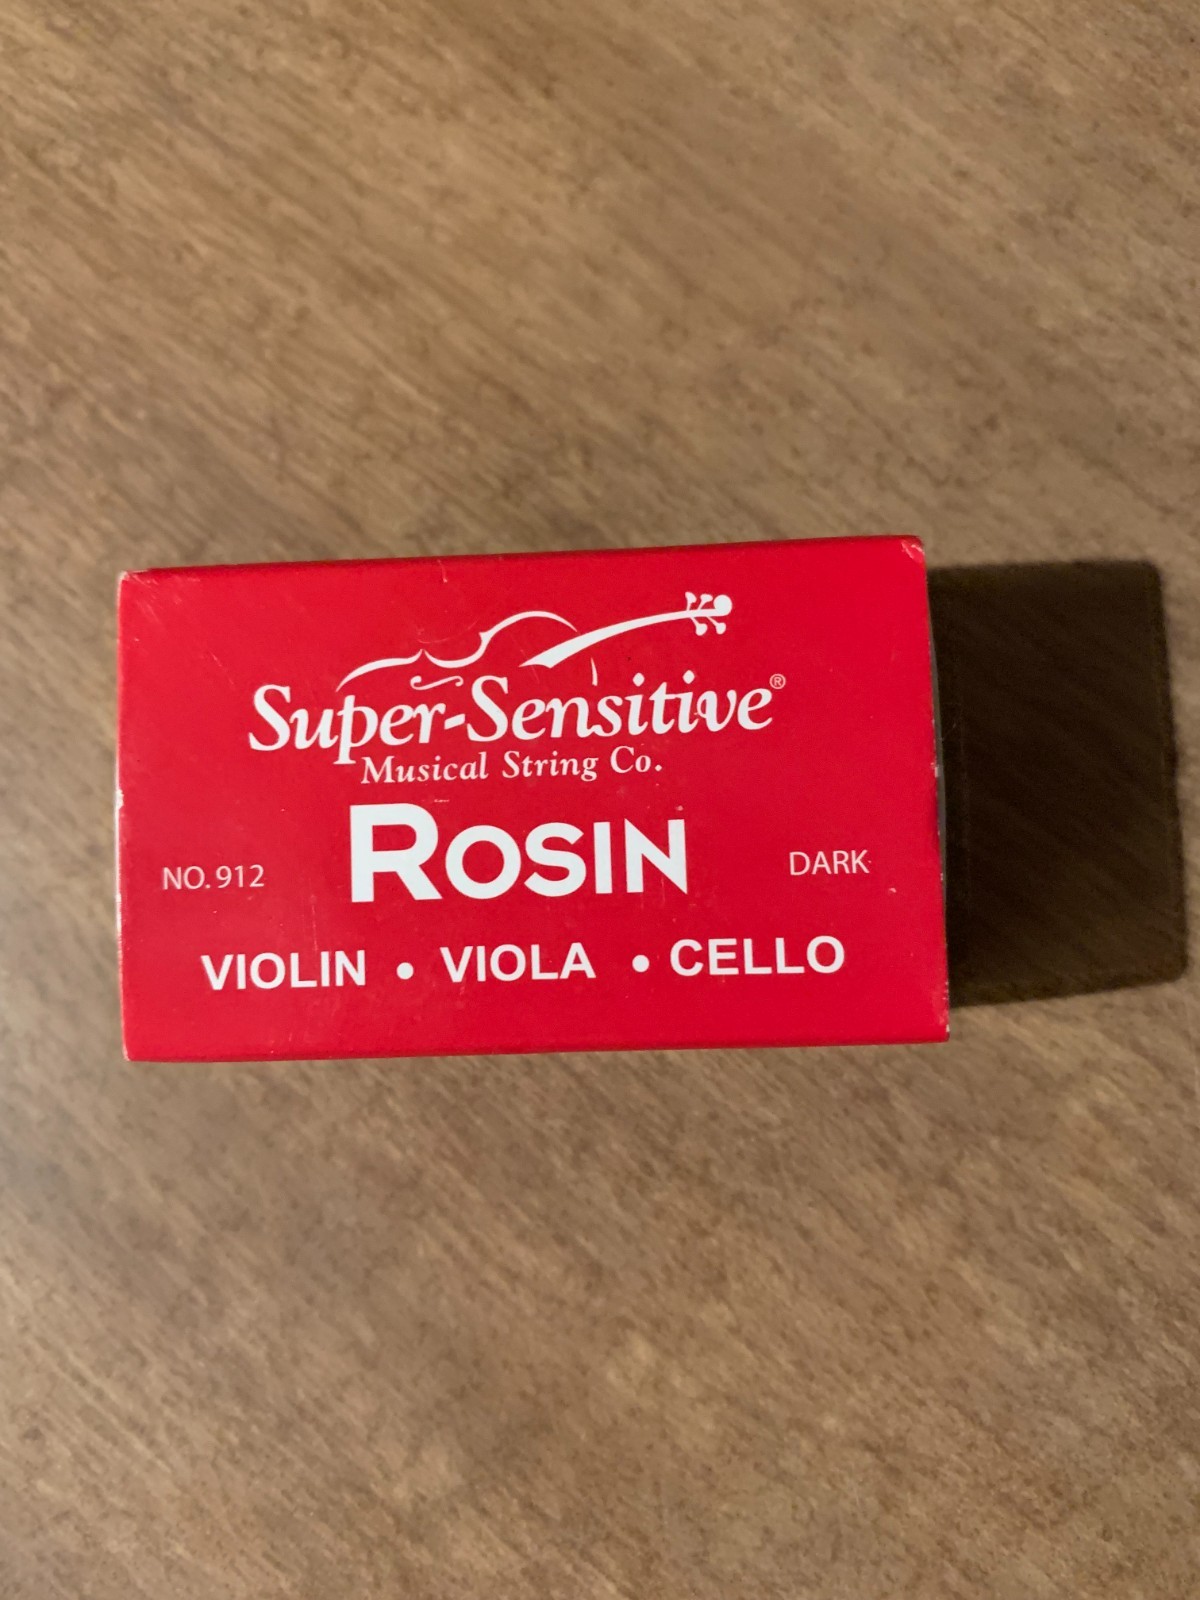 Super-Sensitive®
Musical String Co.
ROSIN
NO. 912
DARK
VIOLIN • VIOLA • CELLO